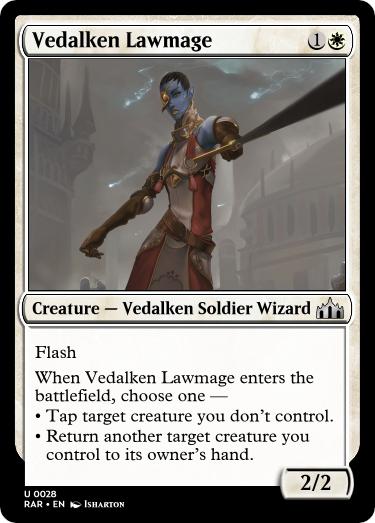 Vedalken Lawmage 1
Creature — Vedalken Soldier Wizard
Flash
When Vedalken Lawmage enters the
battlefield, choose one —
• Tap target creature you don't control.
• Return another target creature you
control to its owner's hand.
2/2
U 0028
RAR • EN Isharton